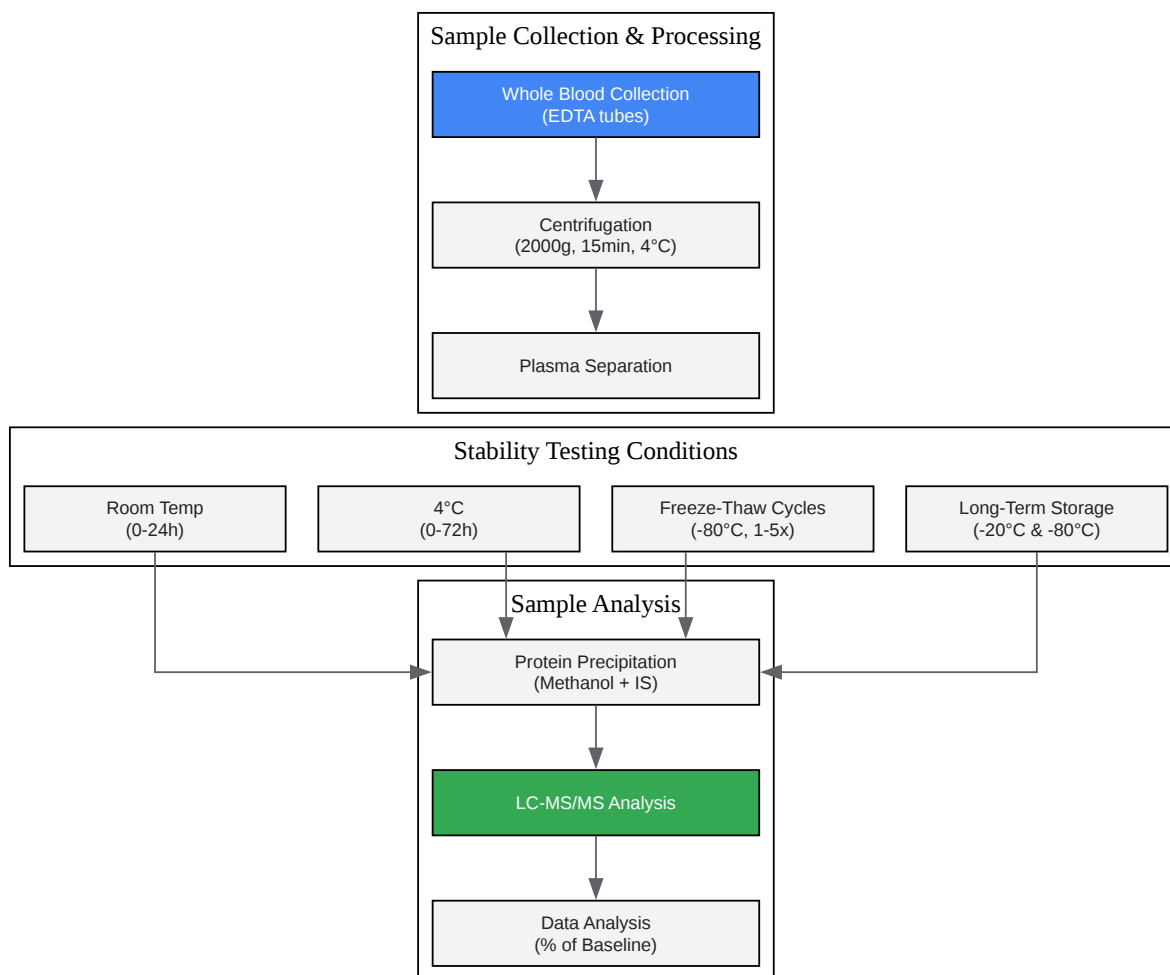 Sample Collection & Processing
Whole Blood Collection
(EDTA tubes)
Centrifugation
(2000g, 15min, 4°C)
Plasma Separation
Stability Testing Conditions
Room Temp
(0-24h)
4°C
(0-72h)
Freeze-Thaw Cycles
(-80°C, 1-5x)
Long-Term Storage
(-20°C & -80°C)
Sample Analysis
Protein Precipitation
(Methanol + IS)
LC-MS/MS Analysis
Data Analysis
(% of Baseline)